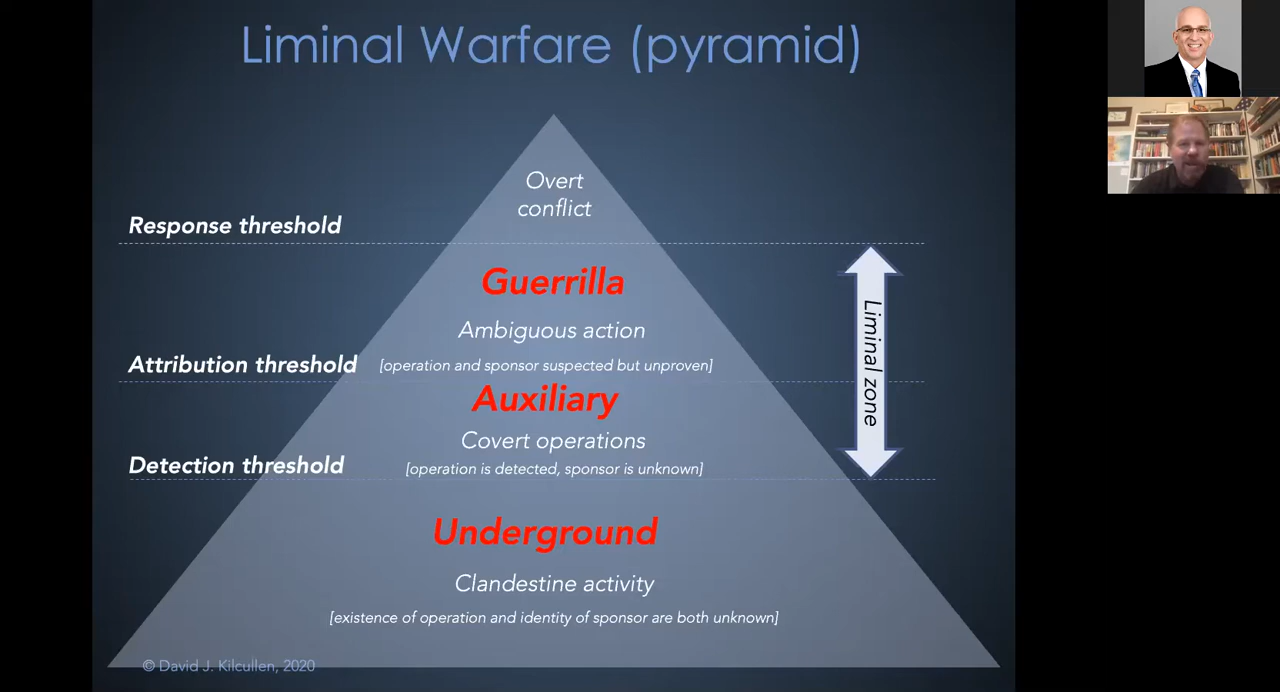 Liminal Warfare (pyramid)
Overt
conflict
Response threshold
Guerrilla
Ambiguous action
Attribution threshold
[operation and sponsor suspected but unproven]
Auxiliary
Covert operations
Detection threshold
[operation is detected, sponsor is unknown]
Liminal zone
Underground
Clandestine activity
[existence of operation and identity of sponsor are both unknown]
© David J. Kilcullen, 2020